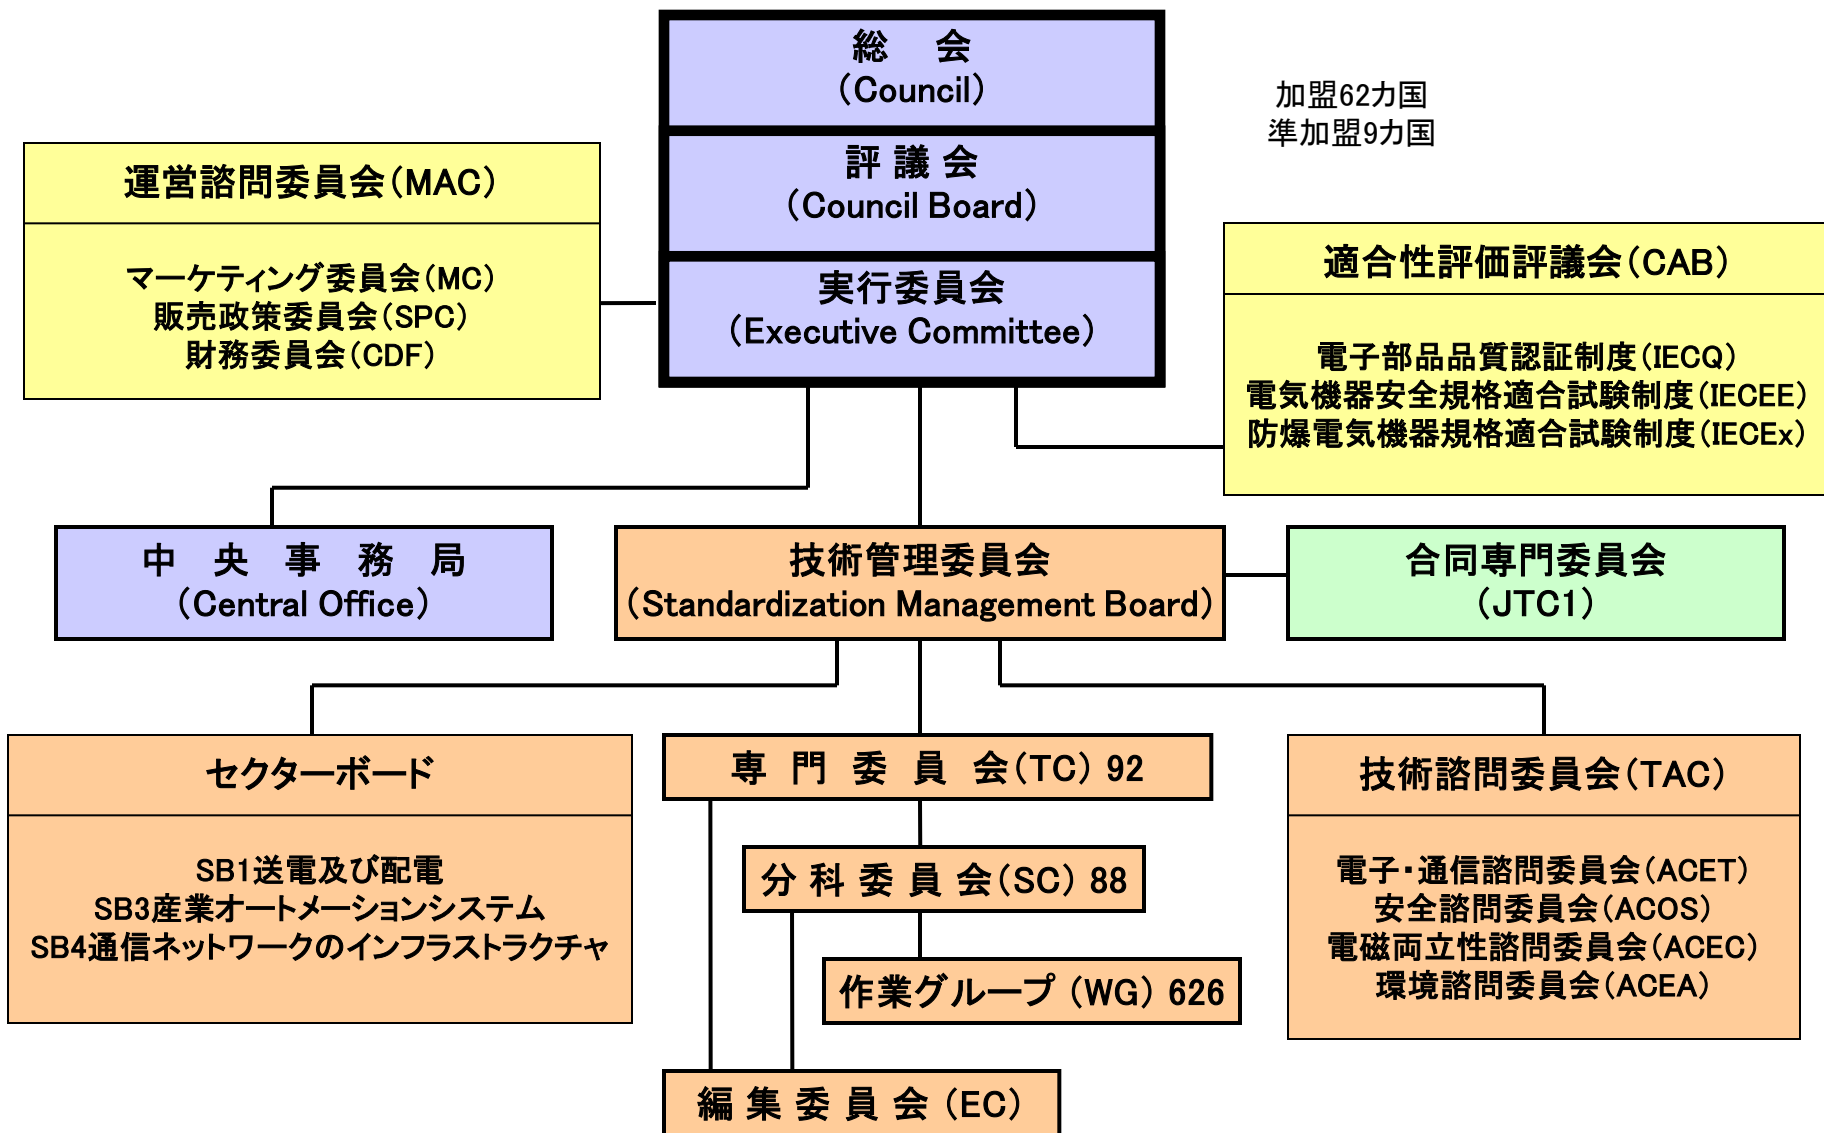 総　会
（Council）
加盟62カ国
準加盟9カ国
評 議 会
（Council Board）
運営諮問委員会（MAC）
マーケティング委員会（MC）
販売政策委員会（SPC）
財務委員会（CDF）
実行委員会
（Executive Committee）
適合性評価評議会（CAB）
電子部品品質認証制度（IECQ）
電気機器安全規格適合試験制度（IECEE）
防爆電気機器規格適合試験制度（IECEx）
中　央　事　務　局
（Central Office）
技術管理委員会
（Standardization Management Board）
合同専門委員会
（JTC1）
セクターボード
SB1送電及び配電
SB3産業オートメーションシステム
SB4通信ネットワークのインフラストラクチャ
専　門　委　員　会（TC） 92
分 科 委 員 会（SC） 88
作業グループ （WG） 626
編 集 委 員 会 （EC）
技術諮問委員会（TAC）
電子・通信諮問委員会（ACET）
安全諮問委員会（ACOS）
電磁両立性諮問委員会（ACEC）
環境諮問委員会（ACEA）